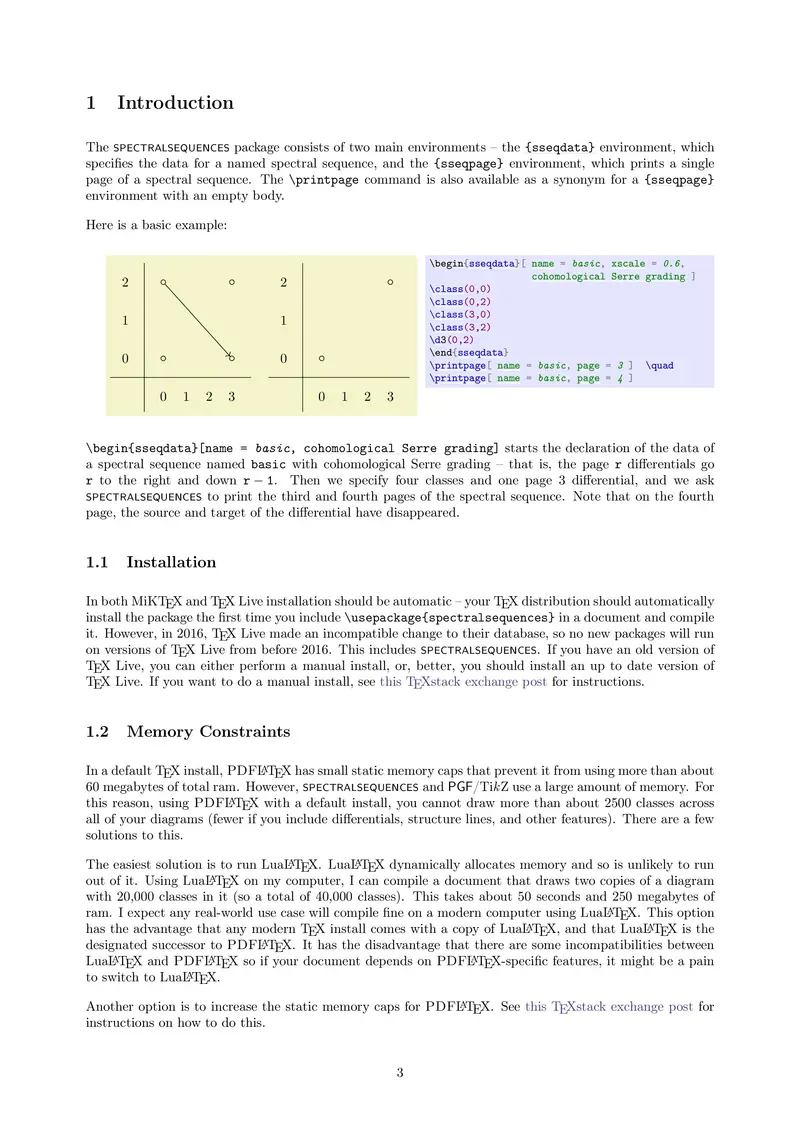 1 Introduction
The SPECTRALSEQUENCES package consists of two main environments – the {sseqdata} environment, which
specifies the data for a named spectral sequence, and the {sseqpage} environment, which prints a single
page of a spectral sequence. The \printpage command is also available as a synonym for a {sseqpage}
environment with an empty body.
Here is a basic example:
2
1
0
0 1 2 3
2
1
0
0 1 2 3
\begin{sseqdata}[ name = basic, xscale = 0.6,
cohomological Serre grading ]
\class(0,0)
\class(0,2)
\class(3,0)
\class(3,2)
\d3(0,2)
\end{sseqdata}
\printpage[ name = basic, page = 3 ] \quad
\printpage[ name = basic, page = 4 ]
\begin{sseqdata}[name = basic, cohomological Serre grading] starts the declaration of the data of
a spectral sequence named basic with cohomological Serre grading – that is, the page r differentials go
r to the right and down r − 1. Then we specify four classes and one page 3 differential, and we ask
SPECTRALSEQUENCES to print the third and fourth pages of the spectral sequence. Note that on the fourth
page, the source and target of the differential have disappeared.
1.1 Installation
In both MiKTEX and TEX Live installation should be automatic – your TEX distribution should automatically
install the package the first time you include \usepackage{spectralsequences} in a document and compile
it. However, in 2016, TEX Live made an incompatible change to their database, so no new packages will run
on versions of TEX Live from before 2016. This includes SPECTRALSEQUENCES. If you have an old version of
TEX Live, you can either perform a manual install, or, better, you should install an up to date version of
TEX Live. If you want to do a manual install, see this TEXstack exchange post for instructions.
1.2 Memory Constraints
In a default TEX install, PDFLATEX has small static memory caps that prevent it from using more than about
60 megabytes of total ram. However, SPECTRALSEQUENCES and PGF/TikZ use a large amount of memory. For
this reason, using PDFLATEX with a default install, you cannot draw more than about 2500 classes across
all of your diagrams (fewer if you include differentials, structure lines, and other features). There are a few
solutions to this.
The easiest solution is to run LuaLATEX. LuaLATEX dynamically allocates memory and so is unlikely to run
out of it. Using LuaLATEX on my computer, I can compile a document that draws two copies of a diagram
with 20,000 classes in it (so a total of 40,000 classes). This takes about 50 seconds and 250 megabytes of
ram. I expect any real-world use case will compile fine on a modern computer using LuaLATEX. This option
has the advantage that any modern TEX install comes with a copy of LuaLATEX, and that LuaLATEX is the
designated successor to PDFLATEX. It has the disadvantage that there are some incompatibilities between
LuaLATEX and PDFLATEX so if your document depends on PDFLATEX-specific features, it might be a pain
to switch to LuaLATEX.
Another option is to increase the static memory caps for PDFLATEX. See this TEXstack exchange post for
instructions on how to do this.
3